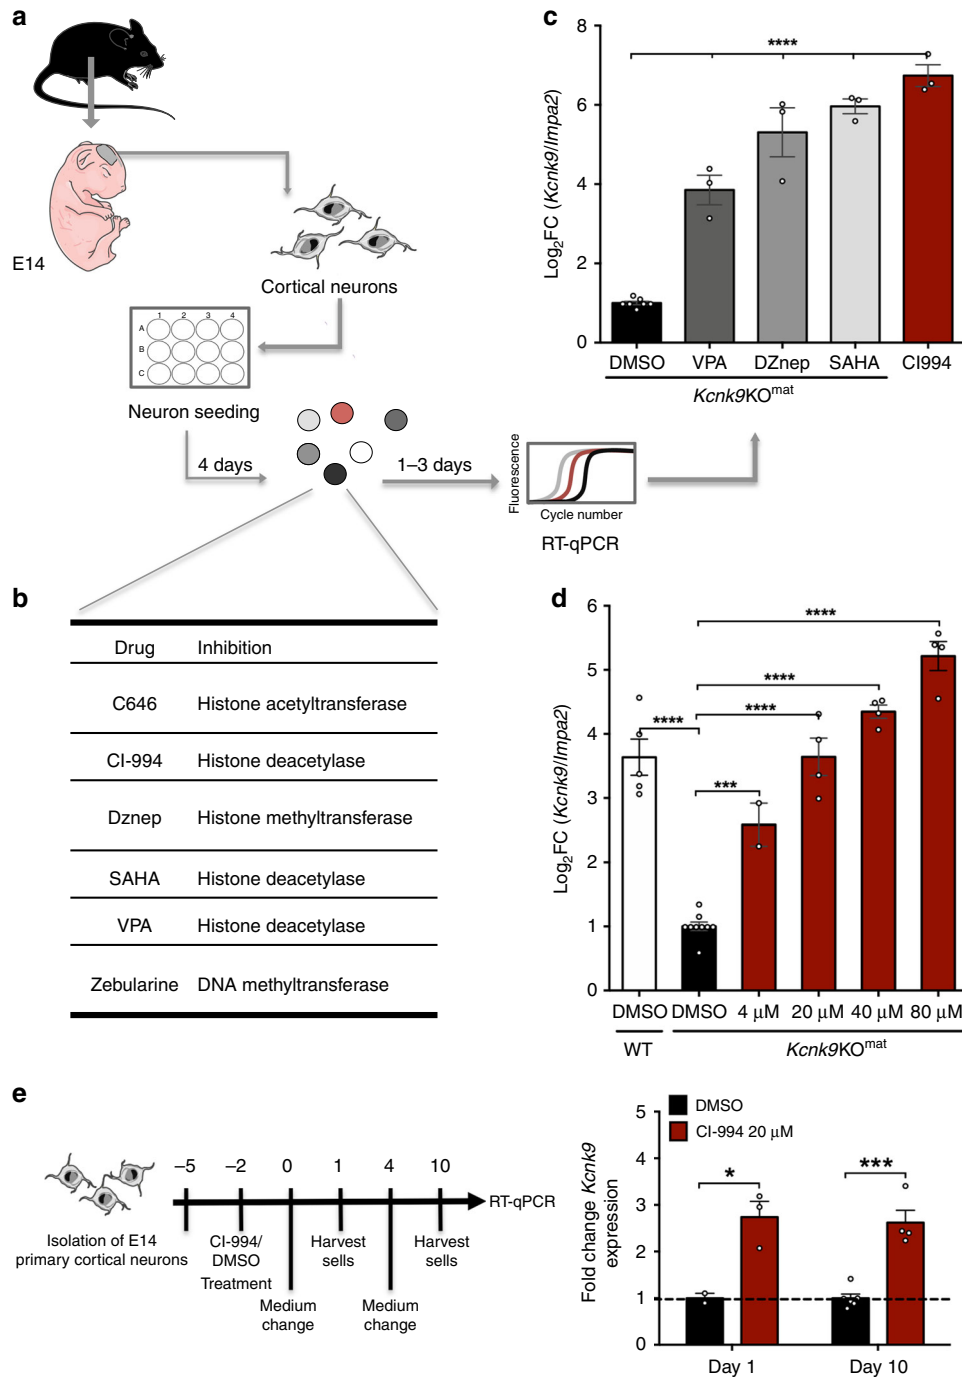 a
E14
Cortical neurons
1 2 3 4
A
B
C
Neuron seeding
4 days
1–3 days
Fluorescence
Cycle number
RT-qPCR
b
Drug Inhibition
C646 Histone acetyltransferase
CI-994 Histone deacetylase
Dznep Histone methyltransferase
SAHA Histone deacetylase
VPA Histone deacetylase
Zebularine DNA methyltransferase
c
Log2FC (Kcnk9/Impa2)
8
6
4
2
0
****
DMSO VPA DZnep SAHA CI994
Kcnk9KOmat
d
Log2FC (Kcnk9/Impa2)
6
5
4
3
2
1
0
****
****
****
****
***
DMSO DMSO 4 µM 20 µM 40 µM 80 µM
WT Kcnk9KOmat
e
Isolation of E14
primary cortical neurons
–5 –2 0 1 4 10
RT-qPCR
CI-994/
DMSO
Treatment
Medium
change
Harvest
sells
Medium
change
Harvest
sells
DMSO
CI-994 20 µM
Fold change Kcnk9
expression
5
4
3
2
1
0
* ***
Day 1 Day 10